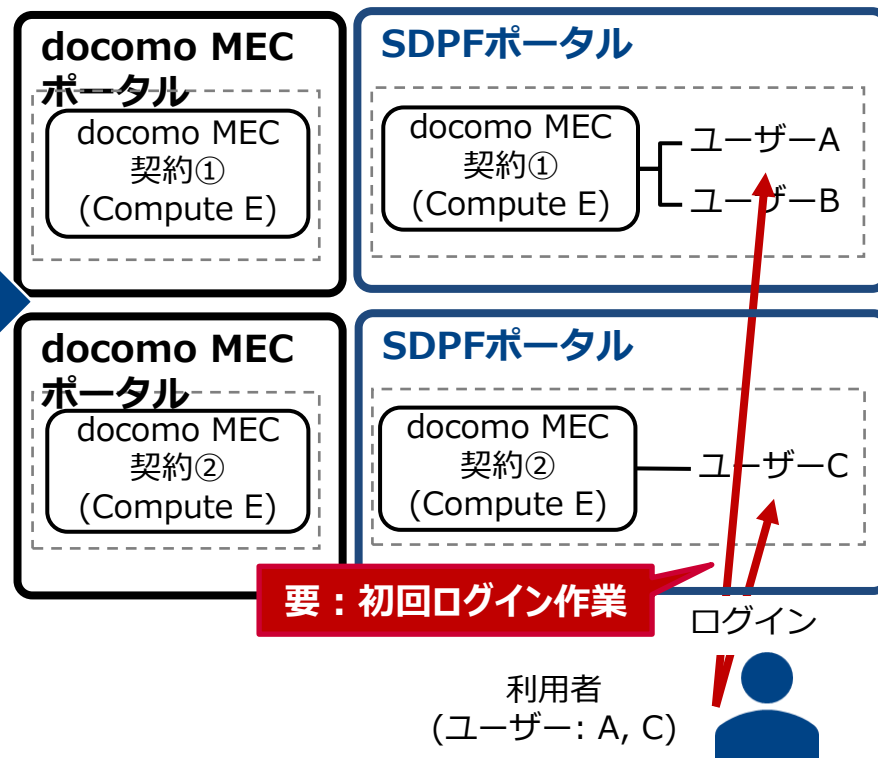 docomo MEC
ポータル
docomo MEC
契約①
(Compute E)
SDPFポータル
docomo MEC
契約①
(Compute E)
ユーザーA
ユーザーB
docomo MEC
ポータル
docomo MEC
契約②
(Compute E)
SDPFポータル
docomo MEC
契約②
(Compute E)
ユーザーC
要：初回ログイン作業
ログイン
利用者
(ユーザー: A, C)